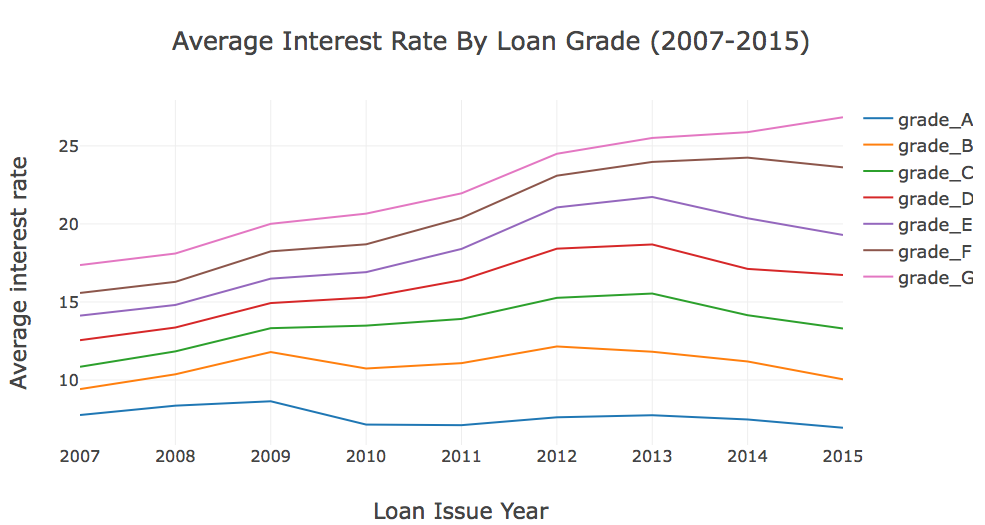 Average Interest Rate By Loan Grade (2007-2015)
Average interest rate
25
20
15
10
2007 2008 2009 2010 2011 2012 2013 2014 2015
Loan Issue Year
grade_A
grade_B
grade_C
grade_D
grade_E
grade_F
grade_G